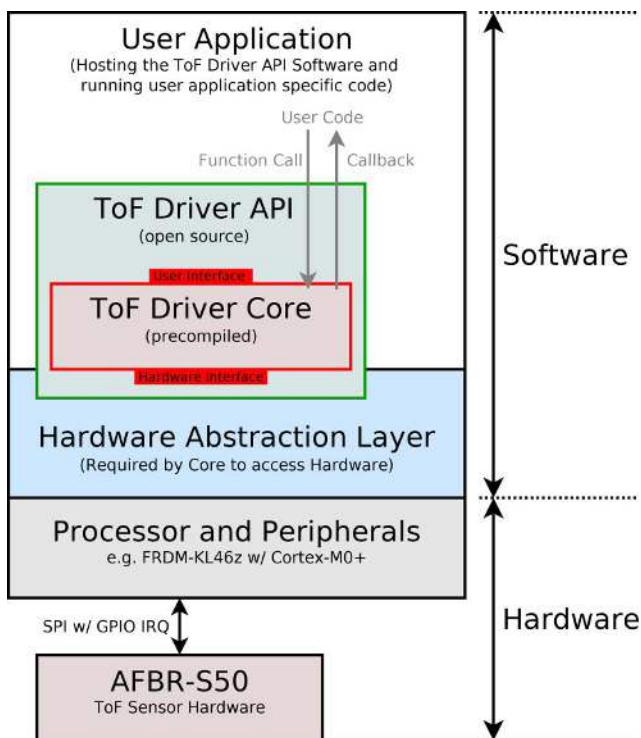 User Application
(Hosting the ToF Driver API Software and
running user application specific code)
User Code
Function Call
Callback
ToF Driver API
(open source)
User Interface
ToF Driver Core
(precompiled)
Hardware Interface
Hardware Abstraction Layer
(Required by Core to access Hardware)
Software
Processor and Peripherals
e.g. FRDM-KL46z w/ Cortex-M0+
SPI w/ GPIO IRQ
Hardware
AFBR-S50
ToF Sensor Hardware